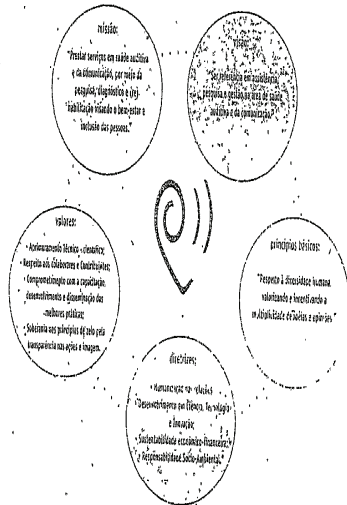 missão:
"Prestar serviços em saúde auditiva
e da comunicação, por meio da
pesquisa, diagnóstico e (re)
habilitação visando o bem-estar e
inclusão das pessoas."
visão:
"Ser referência em assistência,
pesquisa e gestão na área de saúde
auditiva e da comunicação."
valores:
- Aprimoramento Técnico - científico;
- Respeito aos Colaboradores e Contribuintes;
- Comprometimento com a capacitação,
desenvolvimento e disseminação das
melhores práticas;
- Soberania aos princípios de zelo pela
transparência nas ações e imagem.
princípios básicos:
"Respeito à diversidade humana
valorizando e incentivando a
multiplicidade de ideias e opiniões."
diretrizes:
- Humanização nas relações
- Desenvolvimento em Ciência, Tecnologia
e Inovação;
- Sustentabilidade econômico-financeira;
- Responsabilidade Socio-Ambiental.